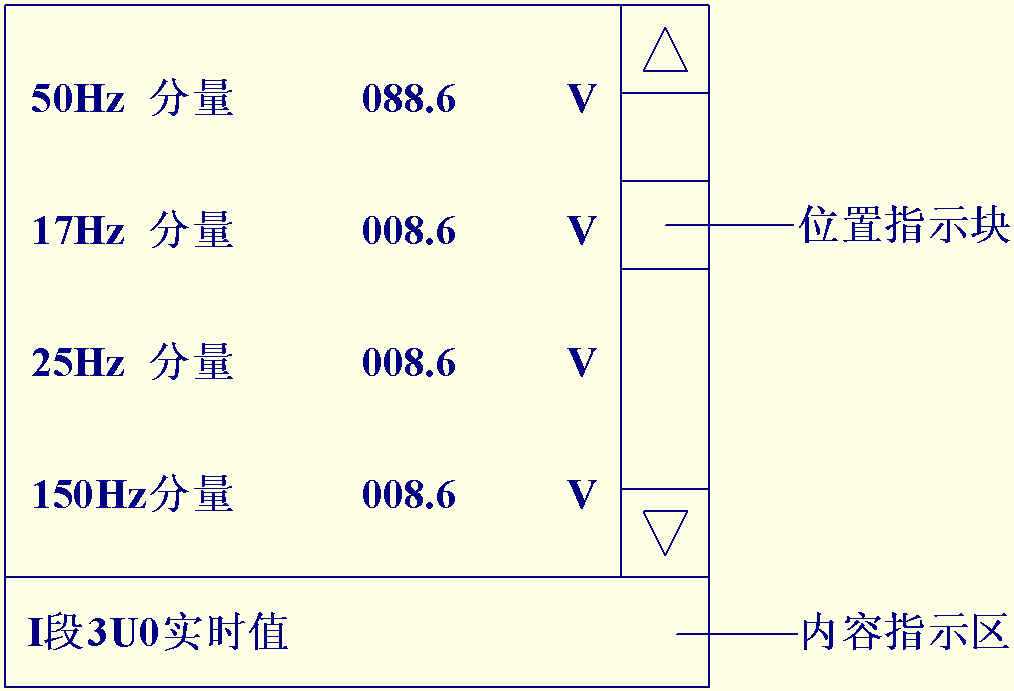 50Hz 分量 088.6 V
17Hz 分量 008.6 V
位置指示块
25Hz 分量 008.6 V
150Hz分量 008.6 V
I段3U0实时值
内容指示区